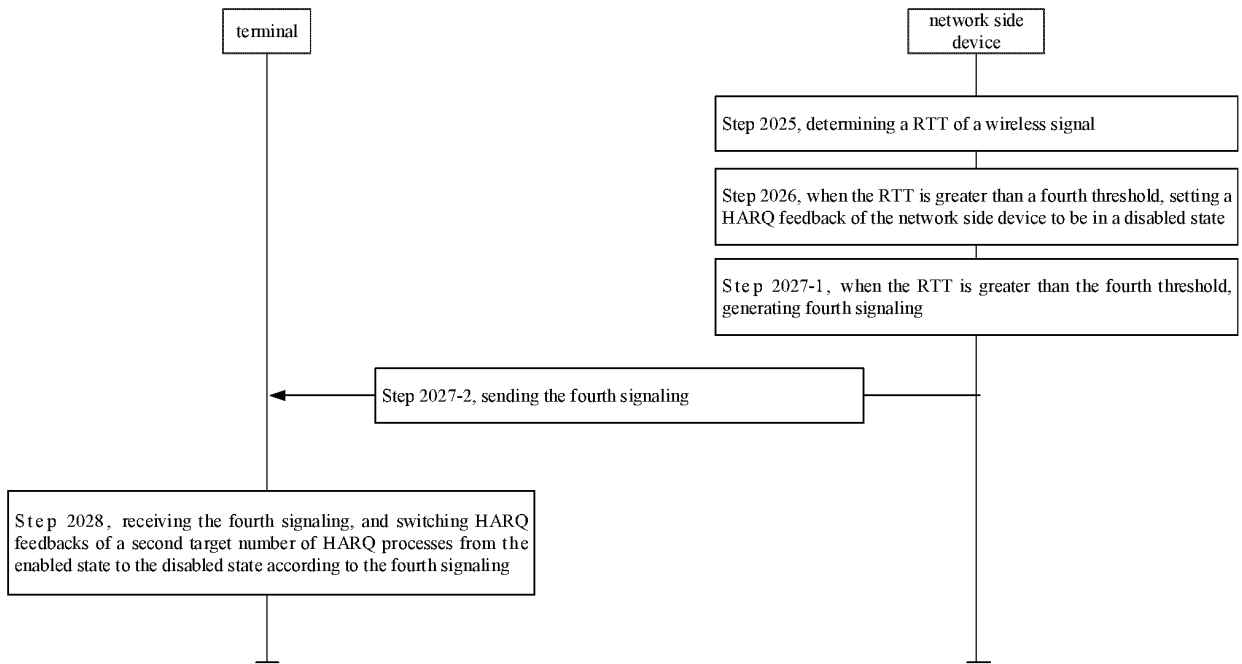 terminal
network side
device
Step 2025, determining a RTT of a wireless signal
Step 2026, when the RTT is greater than a fourth threshold, setting a
HARQ feedback of the network side device to be in a disabled state
Step 2027-1, when the RTT is greater than the fourth threshold,
generating fourth signaling
Step 2027-2, sending the fourth signaling
Step 2028, receiving the fourth signaling, and switching HARQ
feedbacks of a second target number of HARQ processes from the
enabled state to the disabled state according to the fourth signaling